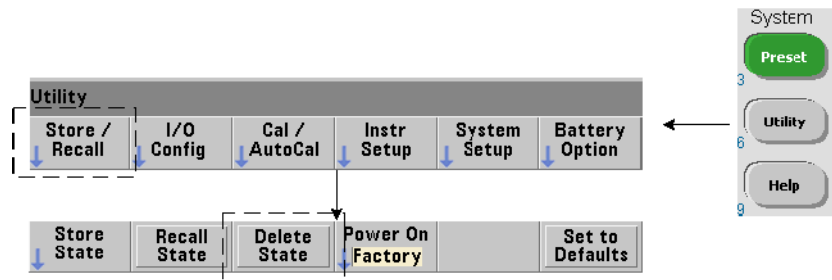 System
Preset
3
Utility
6
Help
9
Utility
Store / Recall
I/O Config
Cal / AutoCal
Instr Setup
System Setup
Battery Option
Store State
Recall State
Delete State
Power On Factory
Set to Defaults